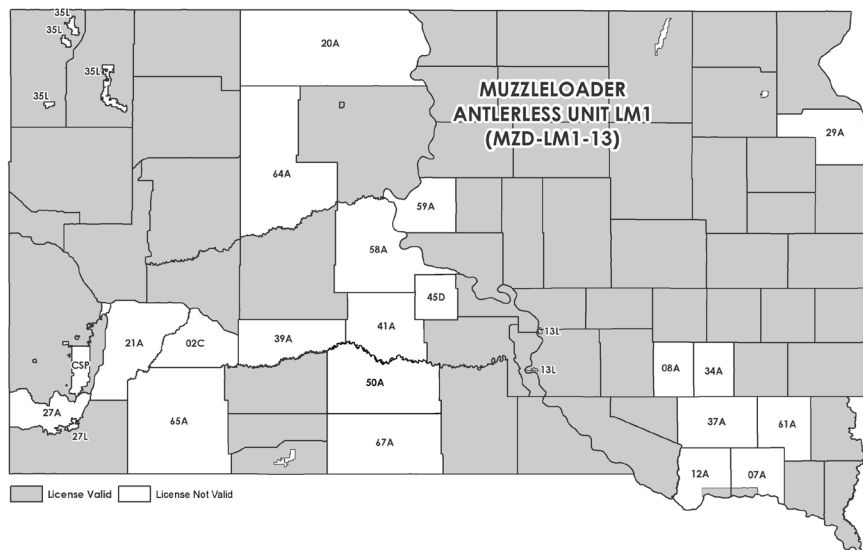 35L
35L
35L
35L
20A
MUZZLELOADER
ANTLERLESS UNIT LM1
(MZD-LM1-13)
29A
64A
59A
58A
45D
21A
02C
39A
41A
13L
CSP
13L
08A
34A
27A
27L
65A
50A
67A
37A
61A
12A
07A
License Valid
License Not Valid